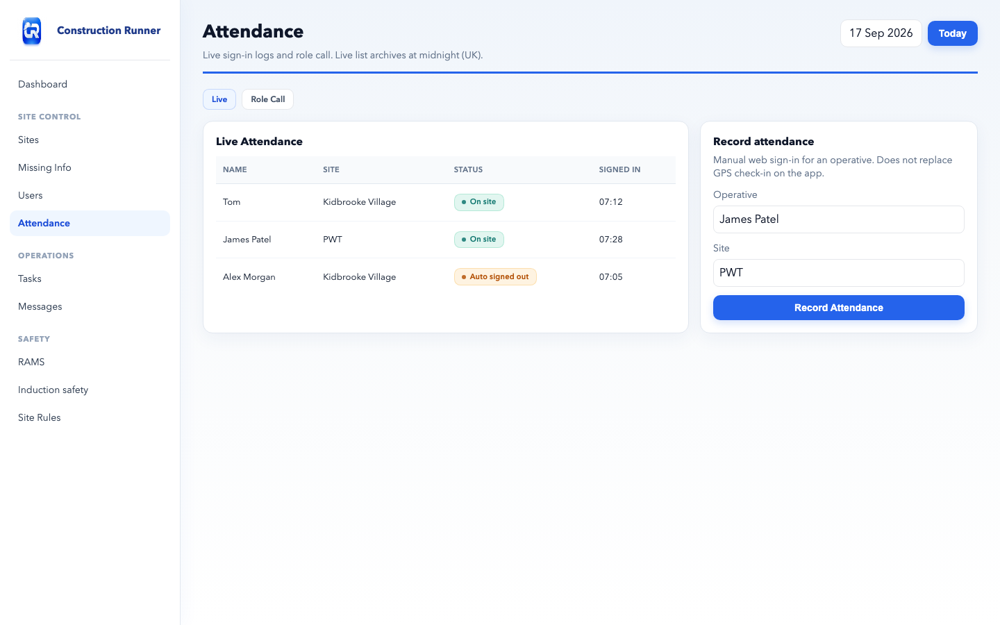 Construction Runner
Dashboard
SITE CONTROL
Sites
Missing Info
Users
Attendance
OPERATIONS
Tasks
Messages
SAFETY
RAMS
Induction safety
Site Rules
Attendance
Live sign-in logs and role call. Live list archives at midnight (UK).
17 Sep 2026
Today
Live
Role Call
Live Attendance
NAME SITE STATUS SIGNED IN
Tom Kidbrooke Village On site 07:12
James Patel PWT On site 07:28
Alex Morgan Kidbrooke Village Auto signed out 07:05
Record attendance
Manual web sign-in for an operative. Does not replace
GPS check-in on the app.
Operative
James Patel
Site
PWT
Record Attendance